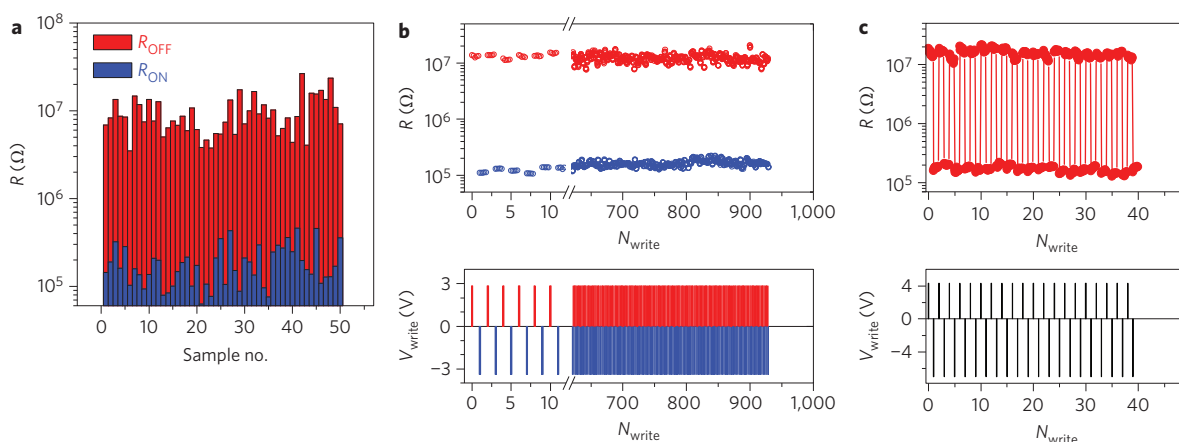 a
10⁸
10⁷
10⁶
10⁵
R (Ω)
R_OFF
R_ON
0 10 20 30 40 50
Sample no.
b
10⁷
10⁶
10⁵
R (Ω)
0 5 10 700 800 900 1,000
N_write
3
0
−3
V_write (V)
0 5 10 700 800 900 1,000
N_write
c
10⁷
10⁶
10⁵
R (Ω)
0 10 20 30 40
N_write
4
0
−4
V_write (V)
0 10 20 30 40
N_write